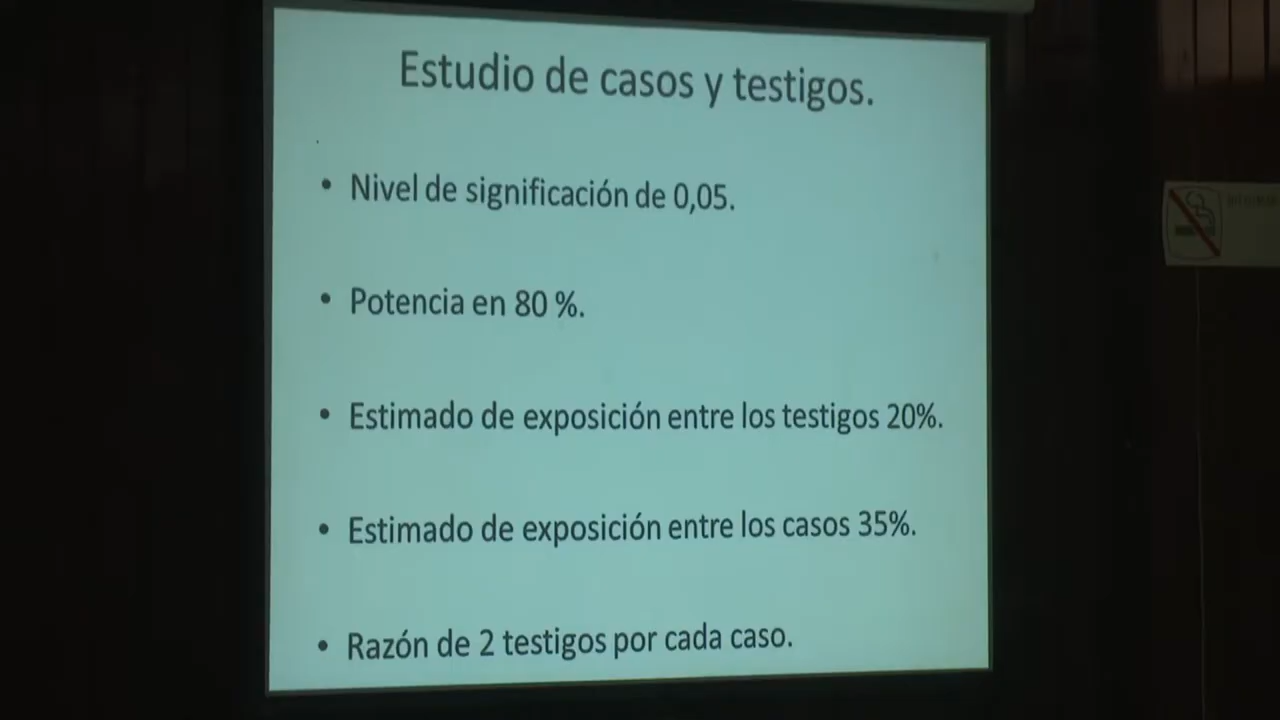 Estudio de casos y testigos.
• Nivel de significación de 0,05.
• Potencia en 80 %.
• Estimado de exposición entre los testigos 20%.
• Estimado de exposición entre los casos 35%.
• Razón de 2 testigos por cada caso.